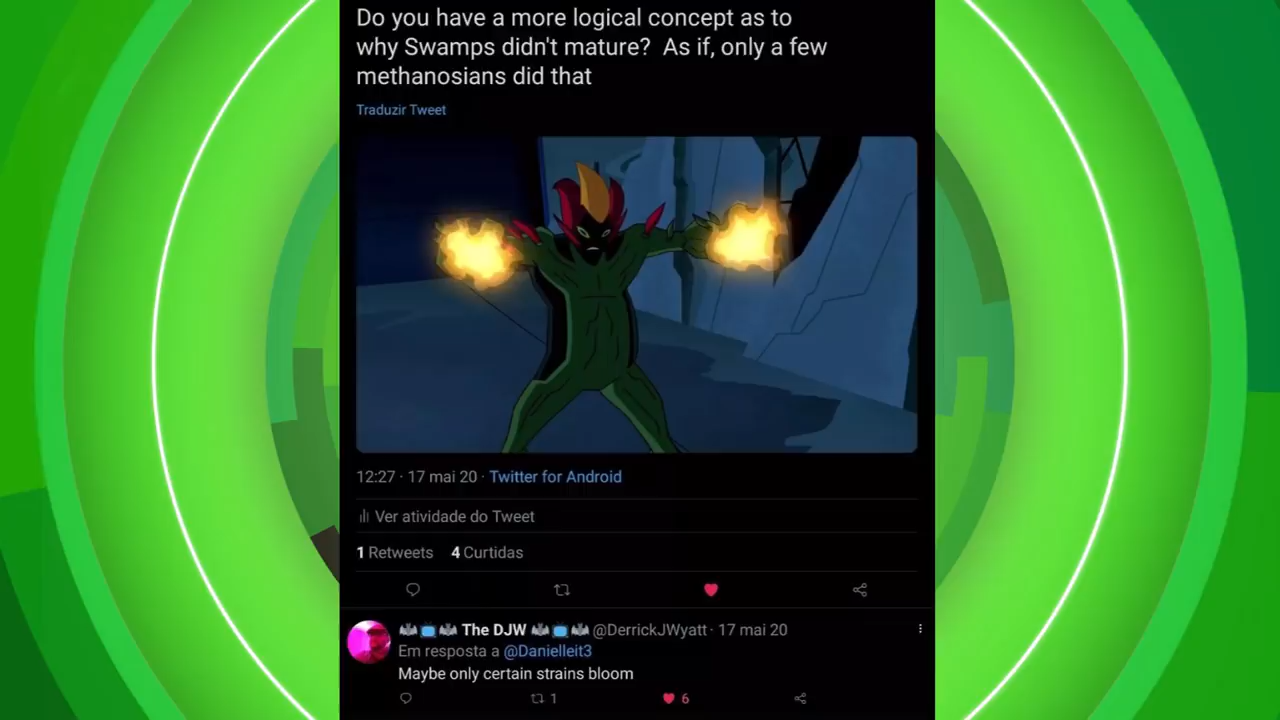 Do you have a more logical concept as to
why Swamps didn't mature?  As if, only a few
methanosians did that
Traduzir Tweet
12:27 · 17 mai 20 · Twitter for Android
Ver atividade do Tweet
1 Retweets 4 Curtidas
The DJW @DerrickJWyatt · 17 mai 20
Em resposta a @Danielleit3
Maybe only certain strains bloom
1 6